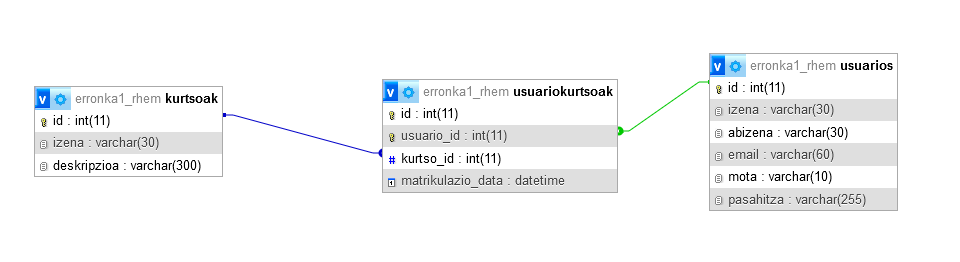 v erronka1_rhem kurtsoak
id : int(11)
izena : varchar(30)
deskripzioa : varchar(300)
v erronka1_rhem usuariokurtsoak
id : int(11)
usuario_id : int(11)
# kurtso_id : int(11)
matrikulazio_data : datetime
v erronka1_rhem usuarios
id : int(11)
izena : varchar(30)
abizena : varchar(30)
email : varchar(60)
mota : varchar(10)
pasahitza : varchar(255)